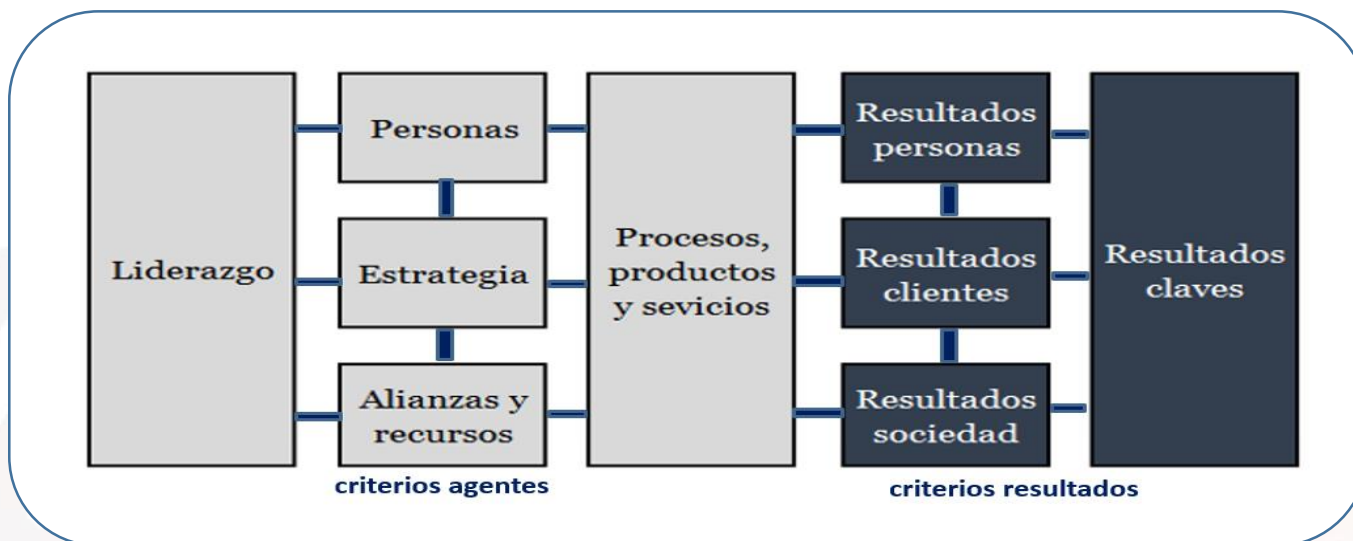 Liderazgo
Personas
Estrategia
Alianzas y
recursos
Procesos,
productos
y sevicios
Resultados
personas
Resultados
clientes
Resultados
sociedad
Resultados
claves
criterios agentes
criterios resultados